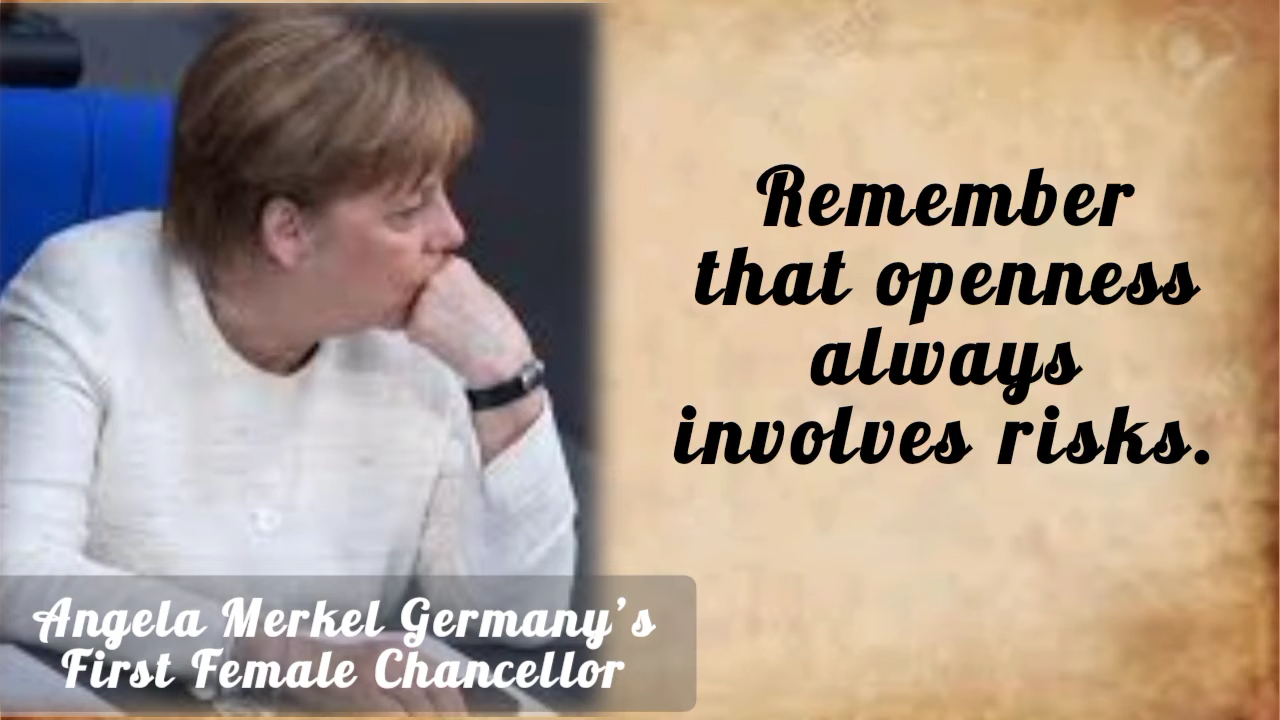 Remember
that openness
always
involves risks.
Angela Merkel Germany's
First Female Chancellor